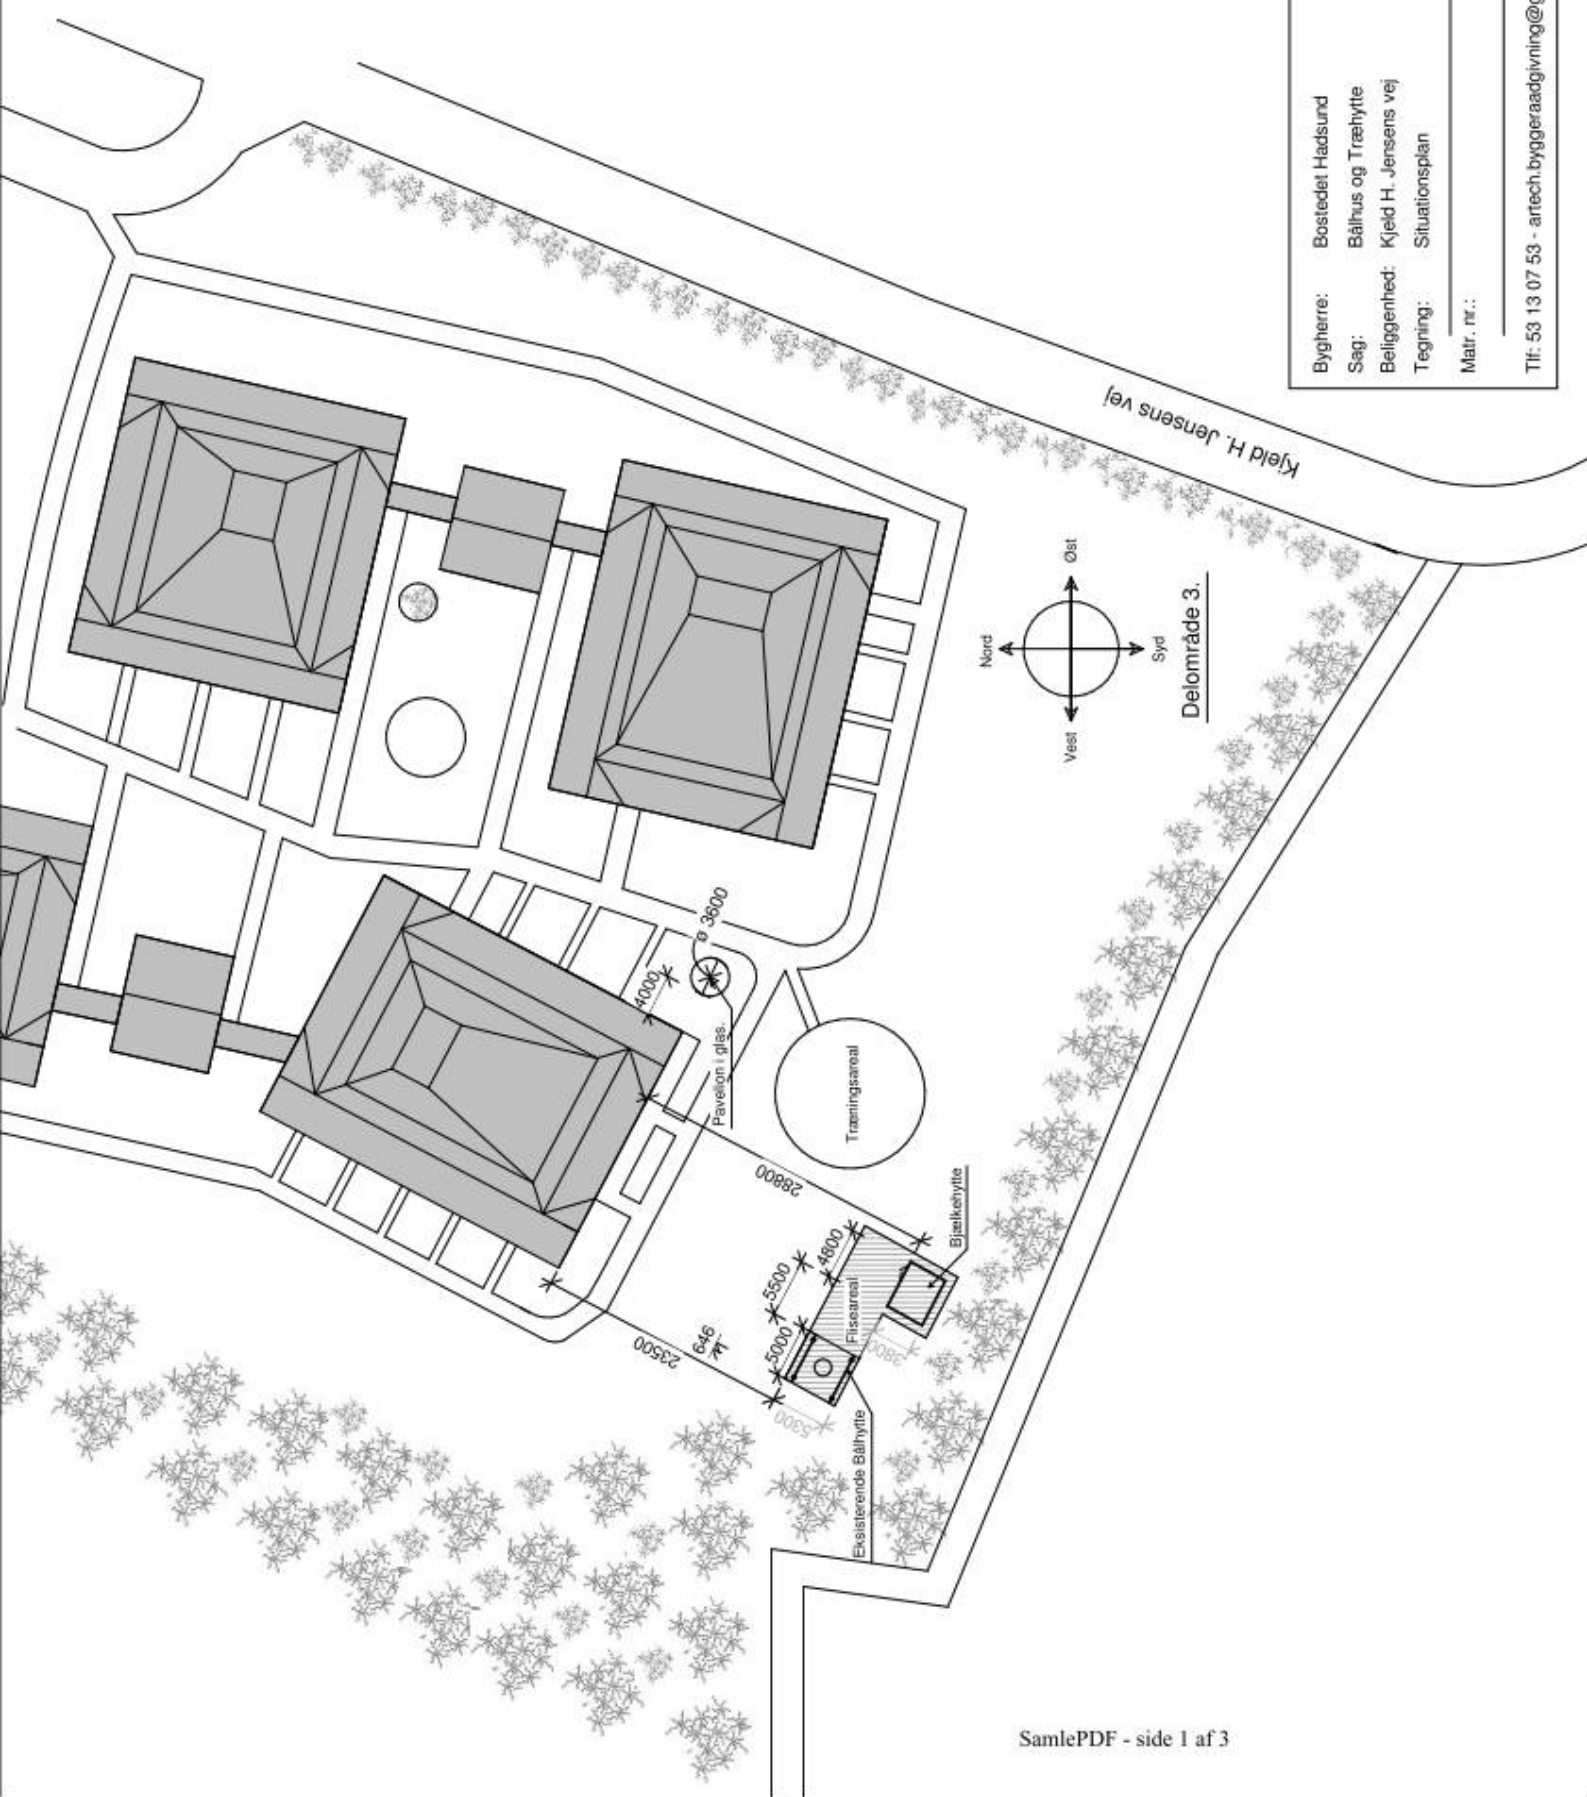 Bygherre: Bostedet Hadsund
Sag: Bålhus og Træhytte
Beliggenhed: Kjeld H. Jensens vej
Tegning: Situationsplan
Matr. nr.:
Tlf: 53 13 07 53 - artech.byggeraadgivning@g
Kjeld H. Jensens vej
Nord
Øst
Vest
Syd
Delområde 3.
ø 3600
4000
Pavellon i glas.
Træningsareal
28800
Bjælkehytte
4800
5500
Fliseareal
5000
646
23500
3800
5300
Eksisterende Bålhytte
SamlePDF - side 1 af 3